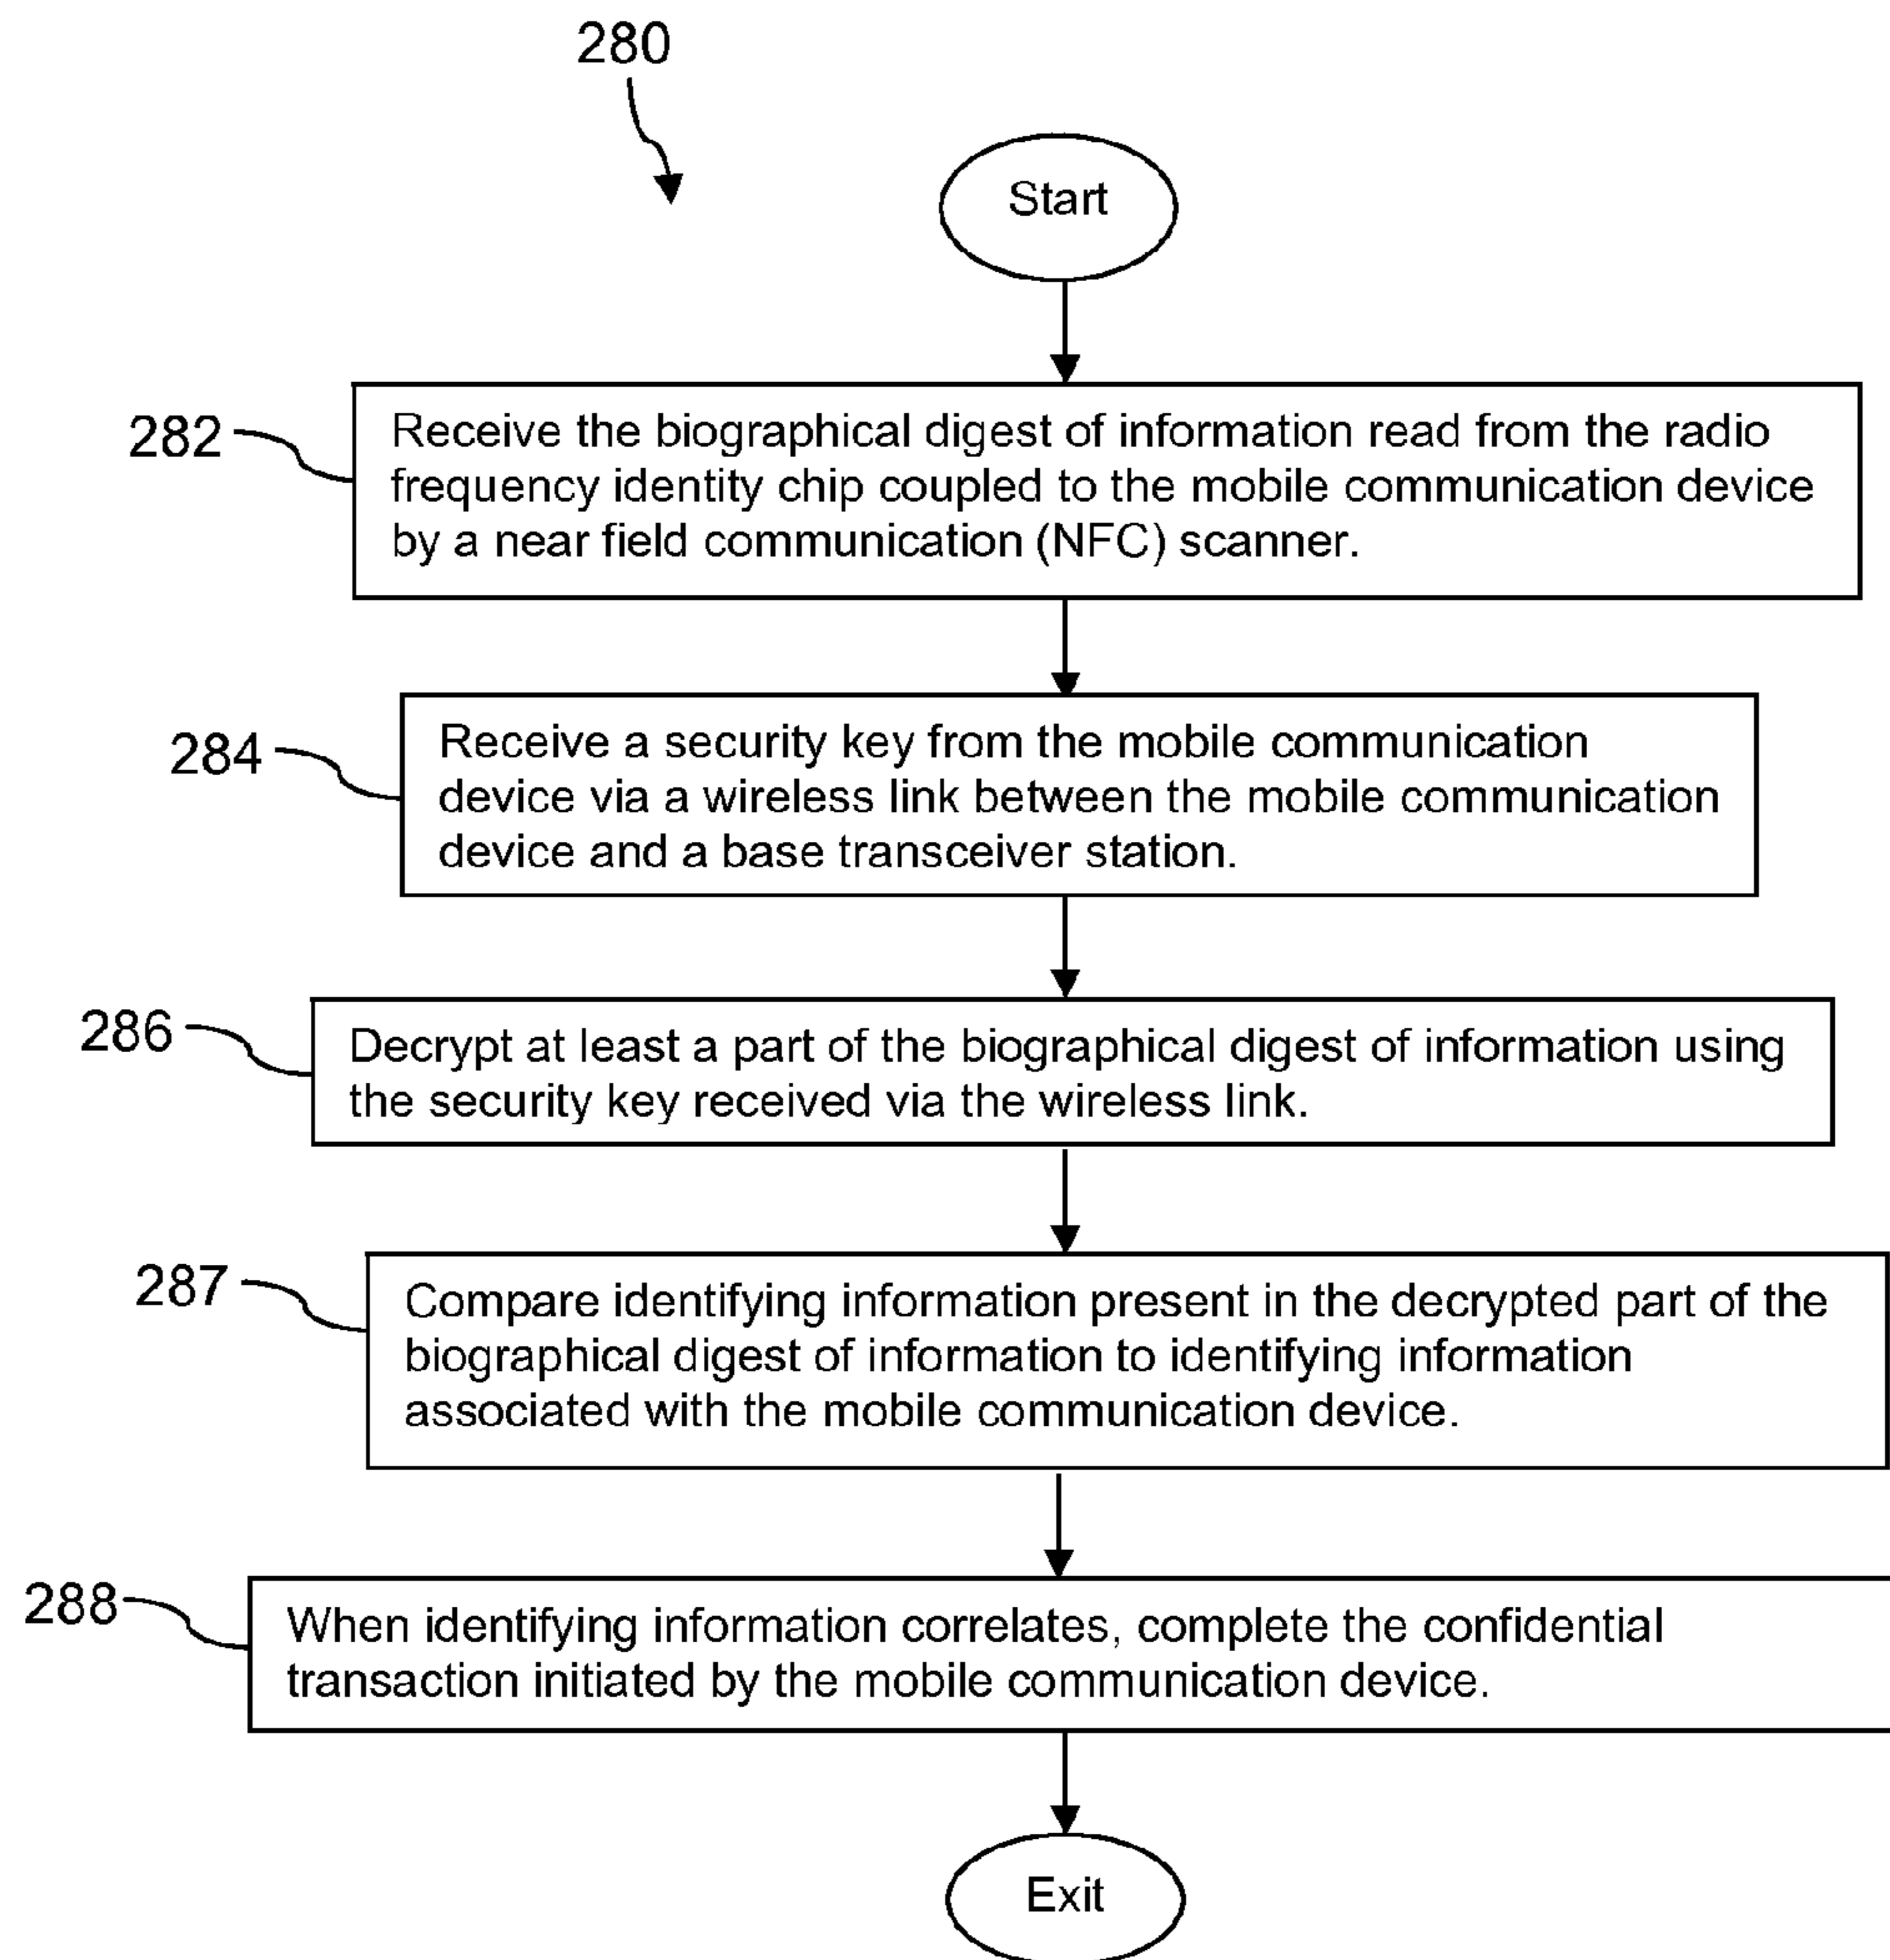 280
Start
282
Receive the biographical digest of information read from the radio
frequency identity chip coupled to the mobile communication device
by a near field communication (NFC) scanner.
284
Receive a security key from the mobile communication
device via a wireless link between the mobile communication
device and a base transceiver station.
286
Decrypt at least a part of the biographical digest of information using
the security key received via the wireless link.
287
Compare identifying information present in the decrypted part of the
biographical digest of information to identifying information
associated with the mobile communication device.
288
When identifying information correlates, complete the confidential
transaction initiated by the mobile communication device.
Exit